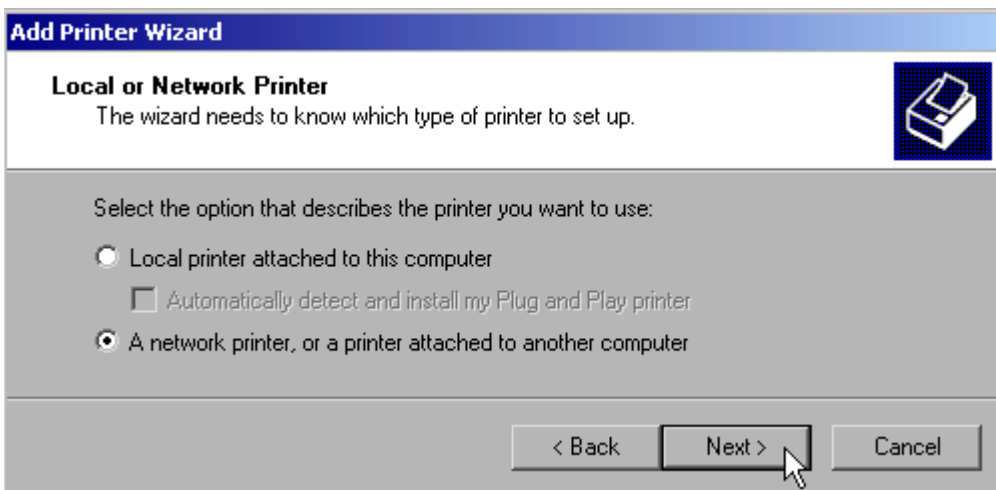 Add Printer Wizard
Local or Network Printer
The wizard needs to know which type of printer to set up.
Select the option that describes the printer you want to use:
Local printer attached to this computer
Automatically detect and install my Plug and Play printer
A network printer, or a printer attached to another computer
< Back Next > Cancel